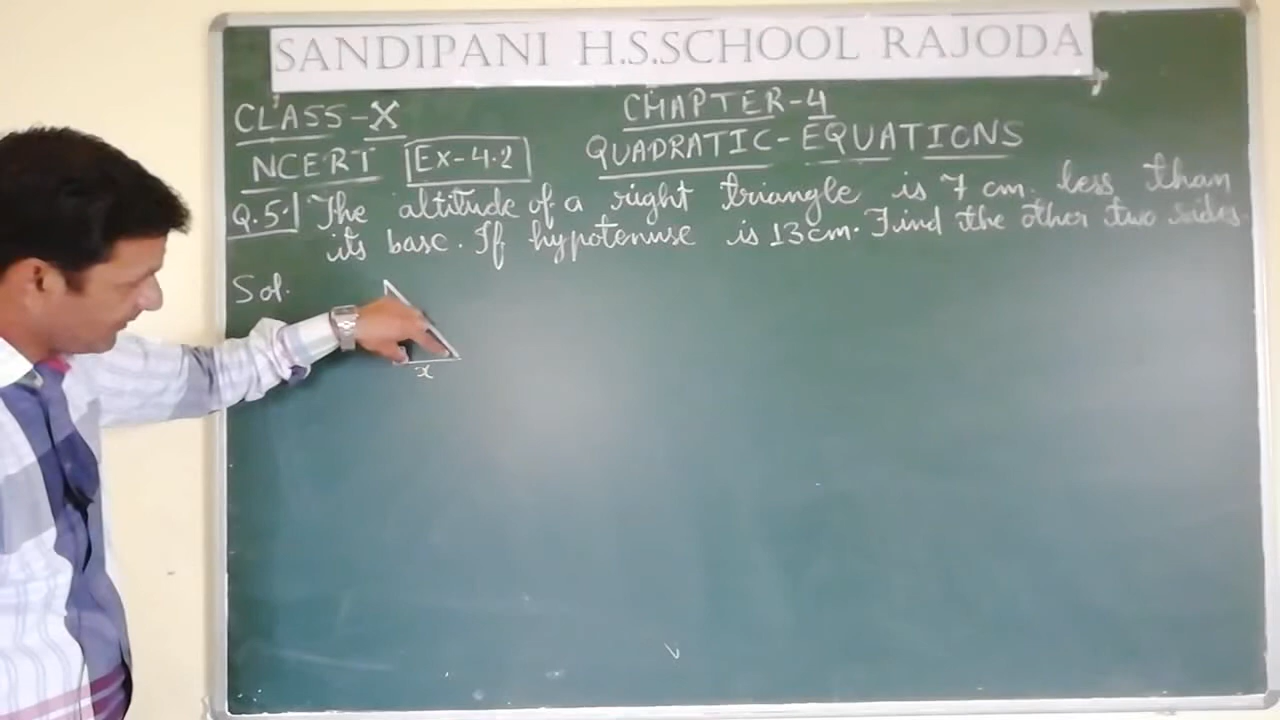 SANDIPANI H.S.SCHOOL RAJODA
CLASS-X
CHAPTER-4
NCERT Ex-4.2
QUADRATIC-EQUATIONS
Q.5. The altitude of a right triangle is 7 cm. less than
its base. If hypotenuse is 13cm. Find the other two sides.
Sol.
x